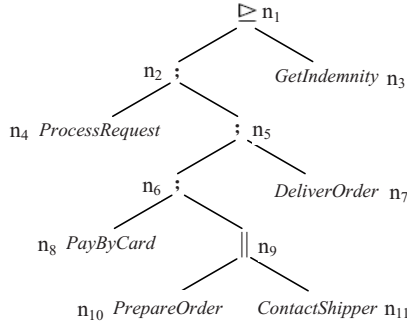 ⊵ n1
n2 ; GetIndemnity n3
n4 ProcessRequest ; n5
n6 ; DeliverOrder n7
n8 PayByCard || n9
n10 PrepareOrder ContactShipper n11